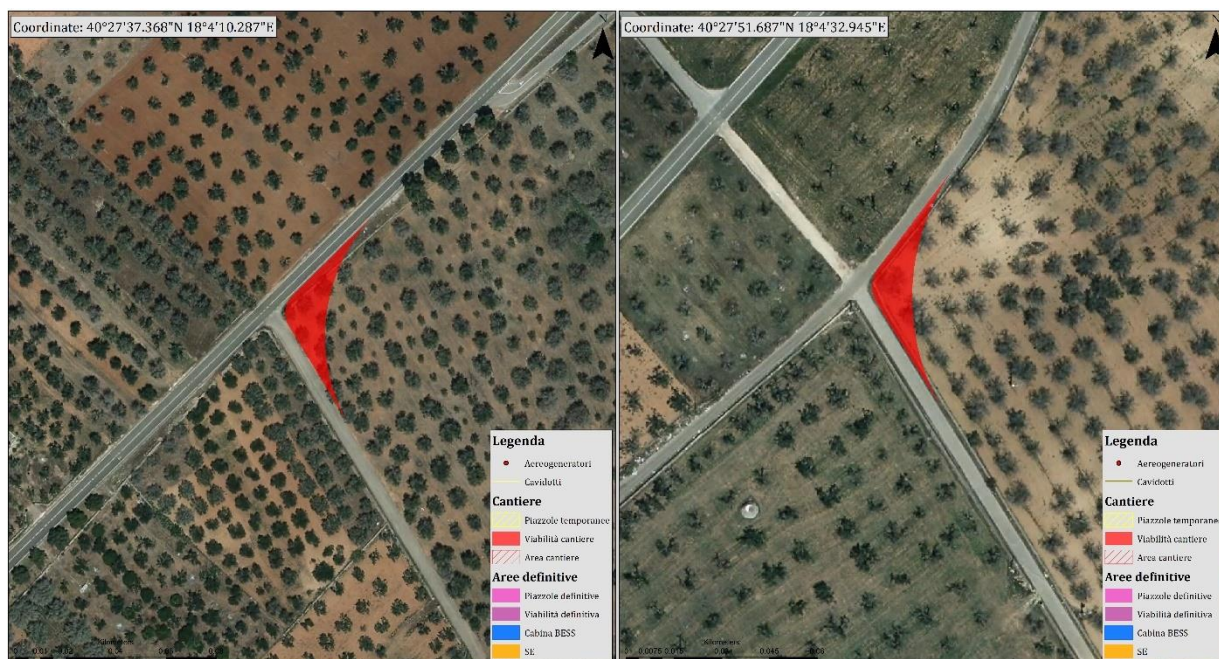 Coordinate: 40°27'37.368"N 18°4'10.287"E
Legenda
Aereogeneratori
Cavidotti
Cantiere
Piazzole temporanee
Viabilità cantiere
Area cantiere
Aree definitive
Piazzole definitive
Viabilità definitiva
Cabina BESS
SE
Kilometers
Coordinate: 40°27'51.687"N 18°4'32.945"E
Legenda
Aereogeneratori
Cavidotti
Cantiere
Piazzole temporanee
Viabilità cantiere
Area cantiere
Aree definitive
Piazzole definitive
Viabilità definitiva
Cabina BESS
SE
Kilometers